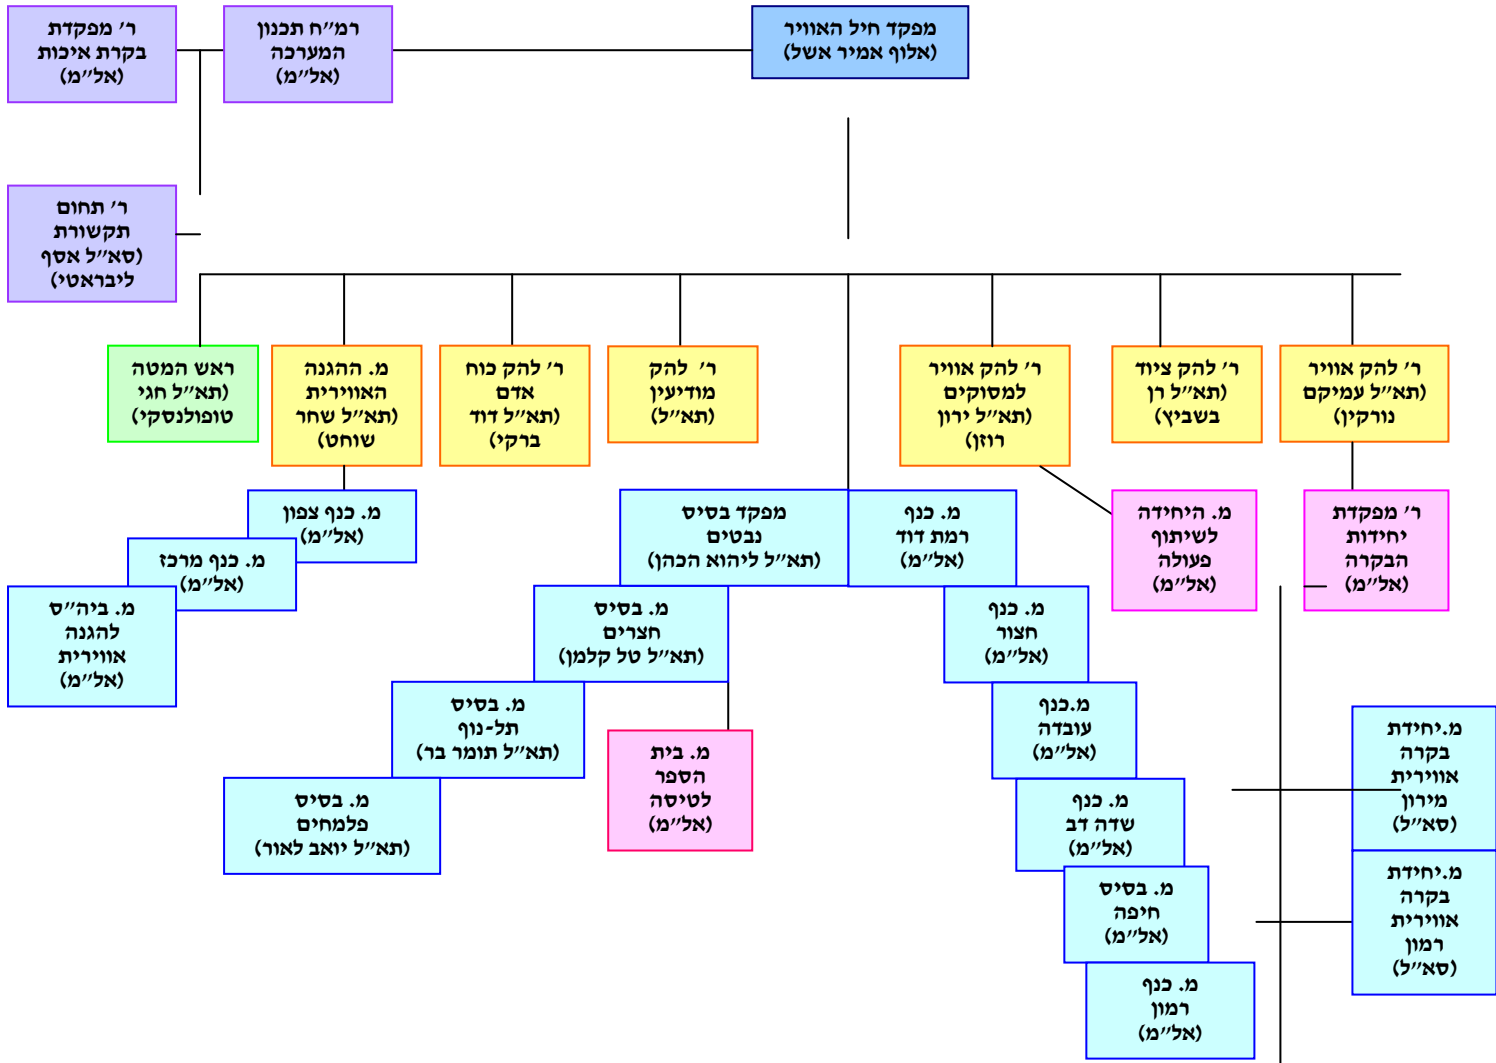 מפקד חיל האוויר
(אלוף אמיר אשל)
רמ״ח תכנון
המערכה
(אל״מ)
ר׳ מפקדת
בקרת איכות
(אל״מ)
ר׳ תחום
תקשורת
(סא״ל אסף
ליבראטי)
ר׳ להק אוויר
(תא״ל עמיקם
נורקין)
ר׳ להק ציוד
(תא״ל רן
בשביץ)
ר׳ להק אוויר
למסוקים
(תא״ל ירון
רוזן)
ר׳ להק
מודיעין
(תא״ל)
ר׳ להק כוח
אדם
(תא״ל דוד
ברקי)
מ. ההגנה
האווירית
(תא״ל שחר
שוחט)
ראש המטה
(תא״ל חגי
טופולנסקי)
ר׳ מפקדת
יחידות
הבקרה
(אל״מ)
מ. היחידה
לשיתוף
פעולה
(אל״מ)
מ. כנף
רמת דוד
(אל״מ)
מפקד בסיס
נבטים
(תא״ל ליהוא הכהן)
מ. כנף צפון
(אל״מ)
מ. כנף מרכז
(אל״מ)
מ. ביה״ס
להגנה
אווירית
(אל״מ)
מ. כנף
חצור
(אל״מ)
מ. בסיס
חצרים
(תא״ל טל קלמן)
מ.כנף
עובדה
(אל״מ)
מ. בסיס
תל-נוף
(תא״ל תומר בר)
מ. בית
הספר
לטיסה
(אל״מ)
מ. כנף
שדה דב
(אל״מ)
מ. בסיס
פלמחים
(תא״ל יואב לאור)
מ.יחידת
בקרה
אווירית
מירון
(סא״ל)
מ. בסיס
חיפה
(אל״מ)
מ.יחידת
בקרה
אווירית
רמון
(סא״ל)
מ. כנף
רמון
(אל״מ)